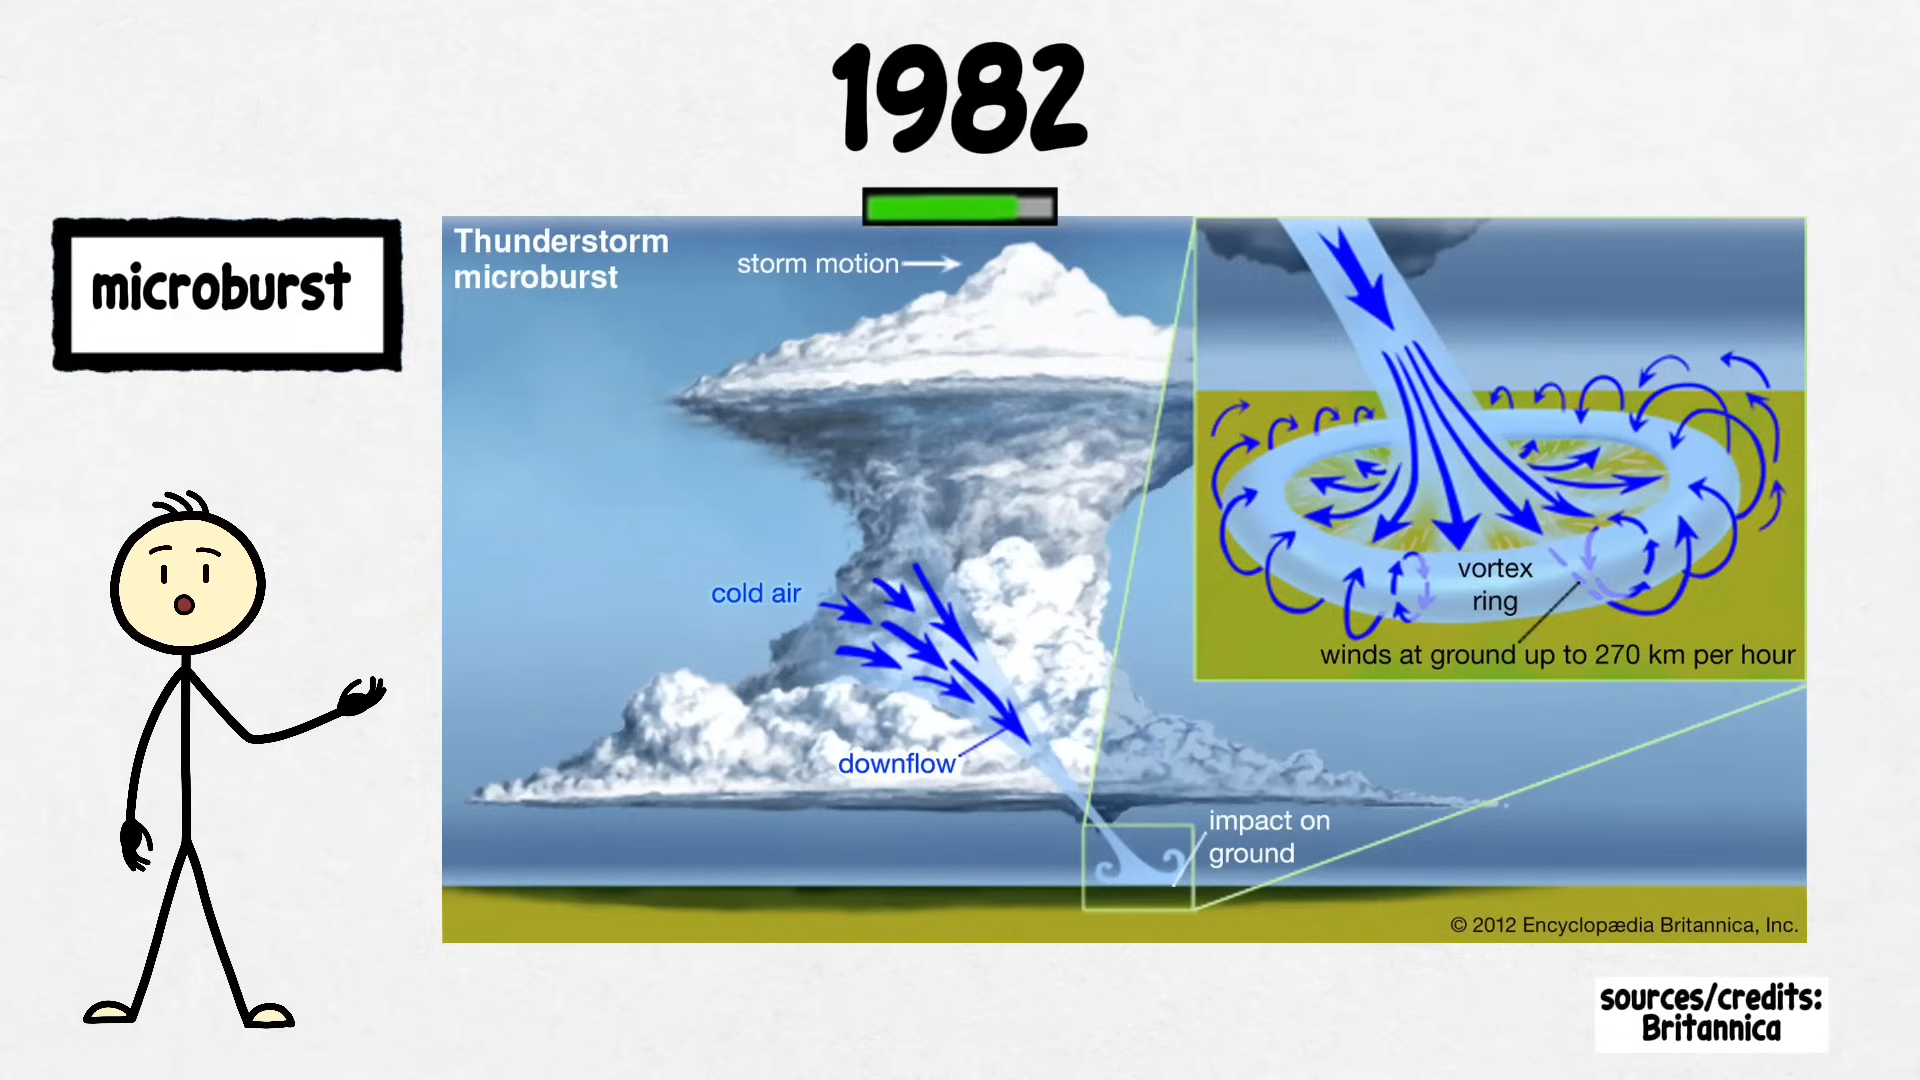 1982
microburst
Thunderstorm
microburst
storm motion
cold air
downflow
vortex
ring
winds at ground up to 270 km per hour
impact on
ground
© 2012 Encyclopædia Britannica, Inc.
sources/credits:
Britannica